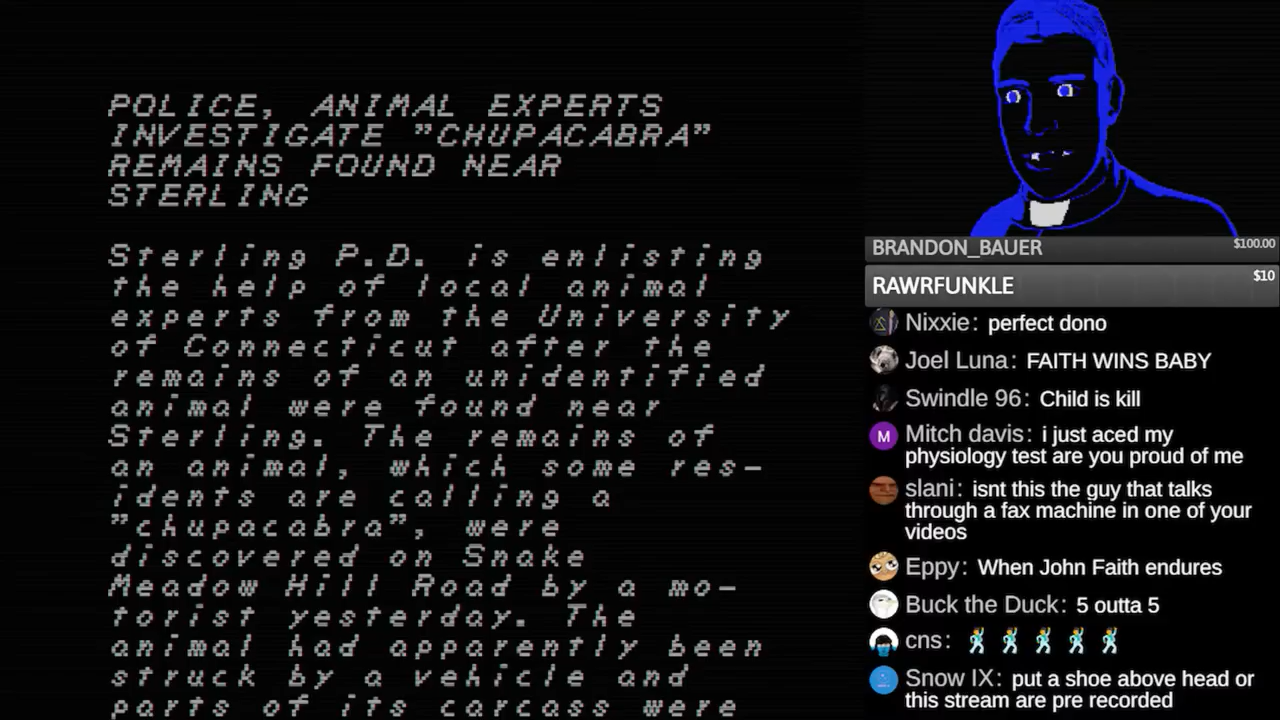 POLICE, ANIMAL EXPERTS
INVESTIGATE "CHUPACABRA"
REMAINS FOUND NEAR
STERLING
Sterling P.D. is enlisting
the help of local animal
experts from the University
of Connecticut after the
remains of an unidentified
animal were found near
Sterling. The remains of
an animal, which some res-
idents are calling a
"chupacabra", were
discovered on Snake
Meadow Hill Road by a mo-
torist yesterday. The
animal had apparently been
struck by a vehicle and
parts of its carcass were
BRANDON_BAUER $100.00
RAWRFUNKLE $10
Nixxie: perfect dono
Joel Luna: FAITH WINS BABY
Swindle 96: Child is kill
M Mitch davis: i just aced my
physiology test are you proud of me
slani: isnt this the guy that talks
through a fax machine in one of your
videos
Eppy: When John Faith endures
Buck the Duck: 5 outta 5
cns: 🕺🕺🕺🕺🕺
Snow IX: put a shoe above head or
this stream are pre recorded